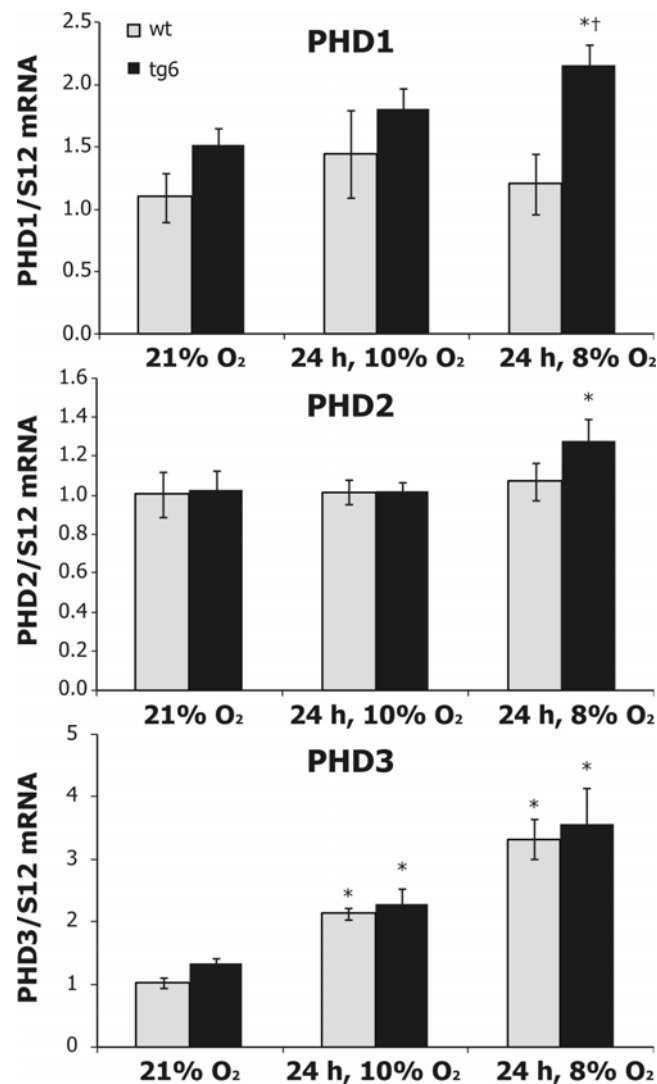 PHD1
wt
tg6
*†
PHD1/S12 mRNA
2.5
2.0
1.5
1.0
0.5
0.0
21% O₂ 24 h, 10% O₂ 24 h, 8% O₂
PHD2
*
PHD2/S12 mRNA
1.6
1.4
1.2
1.0
0.8
0.6
0.4
0.2
0.0
21% O₂ 24 h, 10% O₂ 24 h, 8% O₂
PHD3
* * * *
PHD3/S12 mRNA
5
4
3
2
1
0
21% O₂ 24 h, 10% O₂ 24 h, 8% O₂